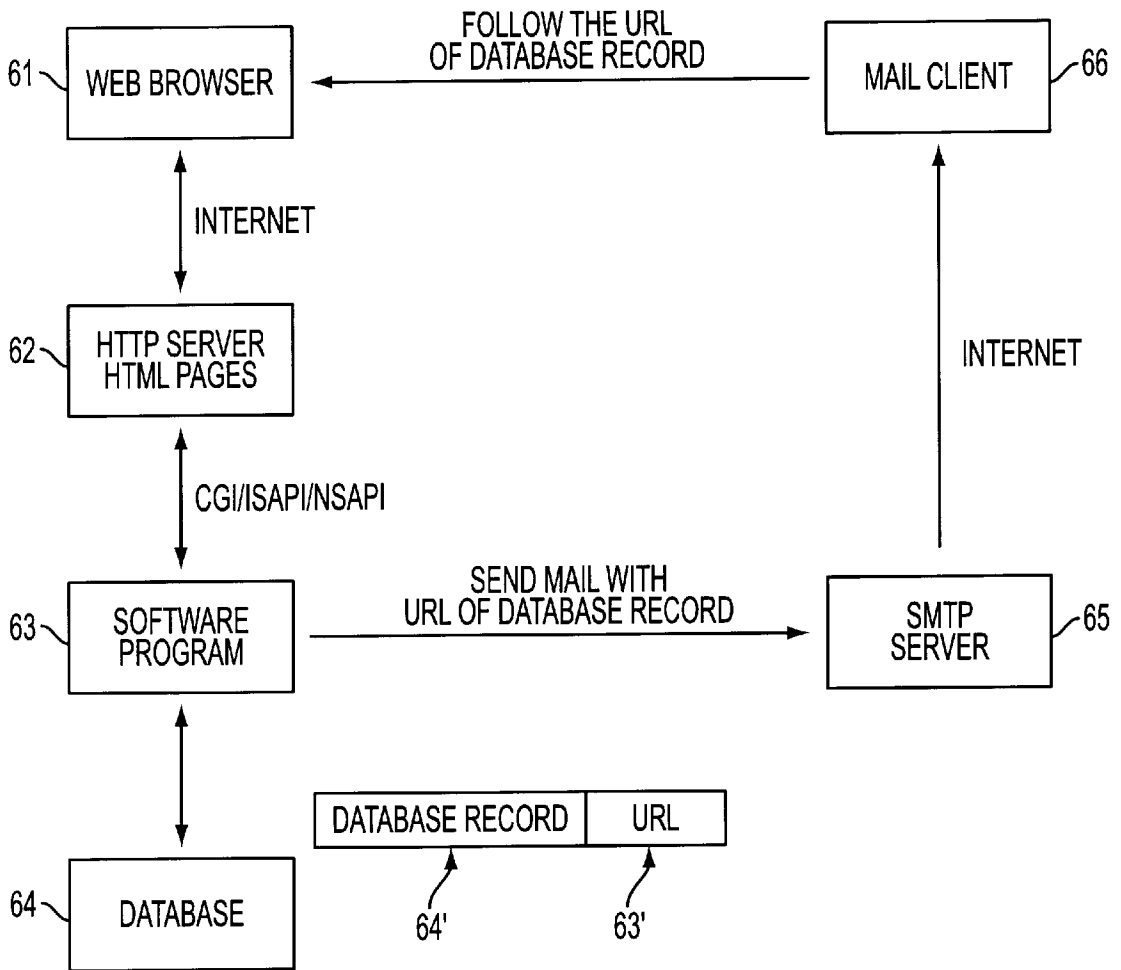 FOLLOW THE URL
OF DATABASE RECORD
61
WEB BROWSER
MAIL CLIENT
66
INTERNET
62
HTTP SERVER
HTML PAGES
INTERNET
CGI/ISAPI/NSAPI
63
SOFTWARE
PROGRAM
SEND MAIL WITH
URL OF DATABASE RECORD
SMTP
SERVER
65
DATABASE RECORD
URL
64
DATABASE
64'
63'